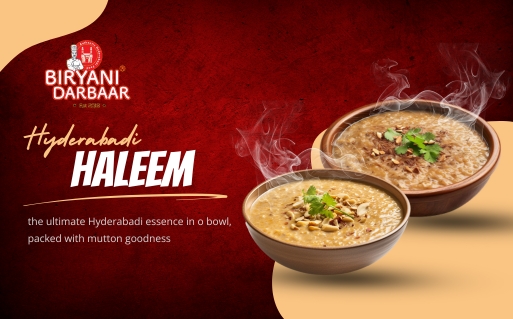 BIRYANI
DARBAAR
Hyderabadi
HALEEM
the ultimate Hyderabadi essence in o bowl,
packed with mutton goodness